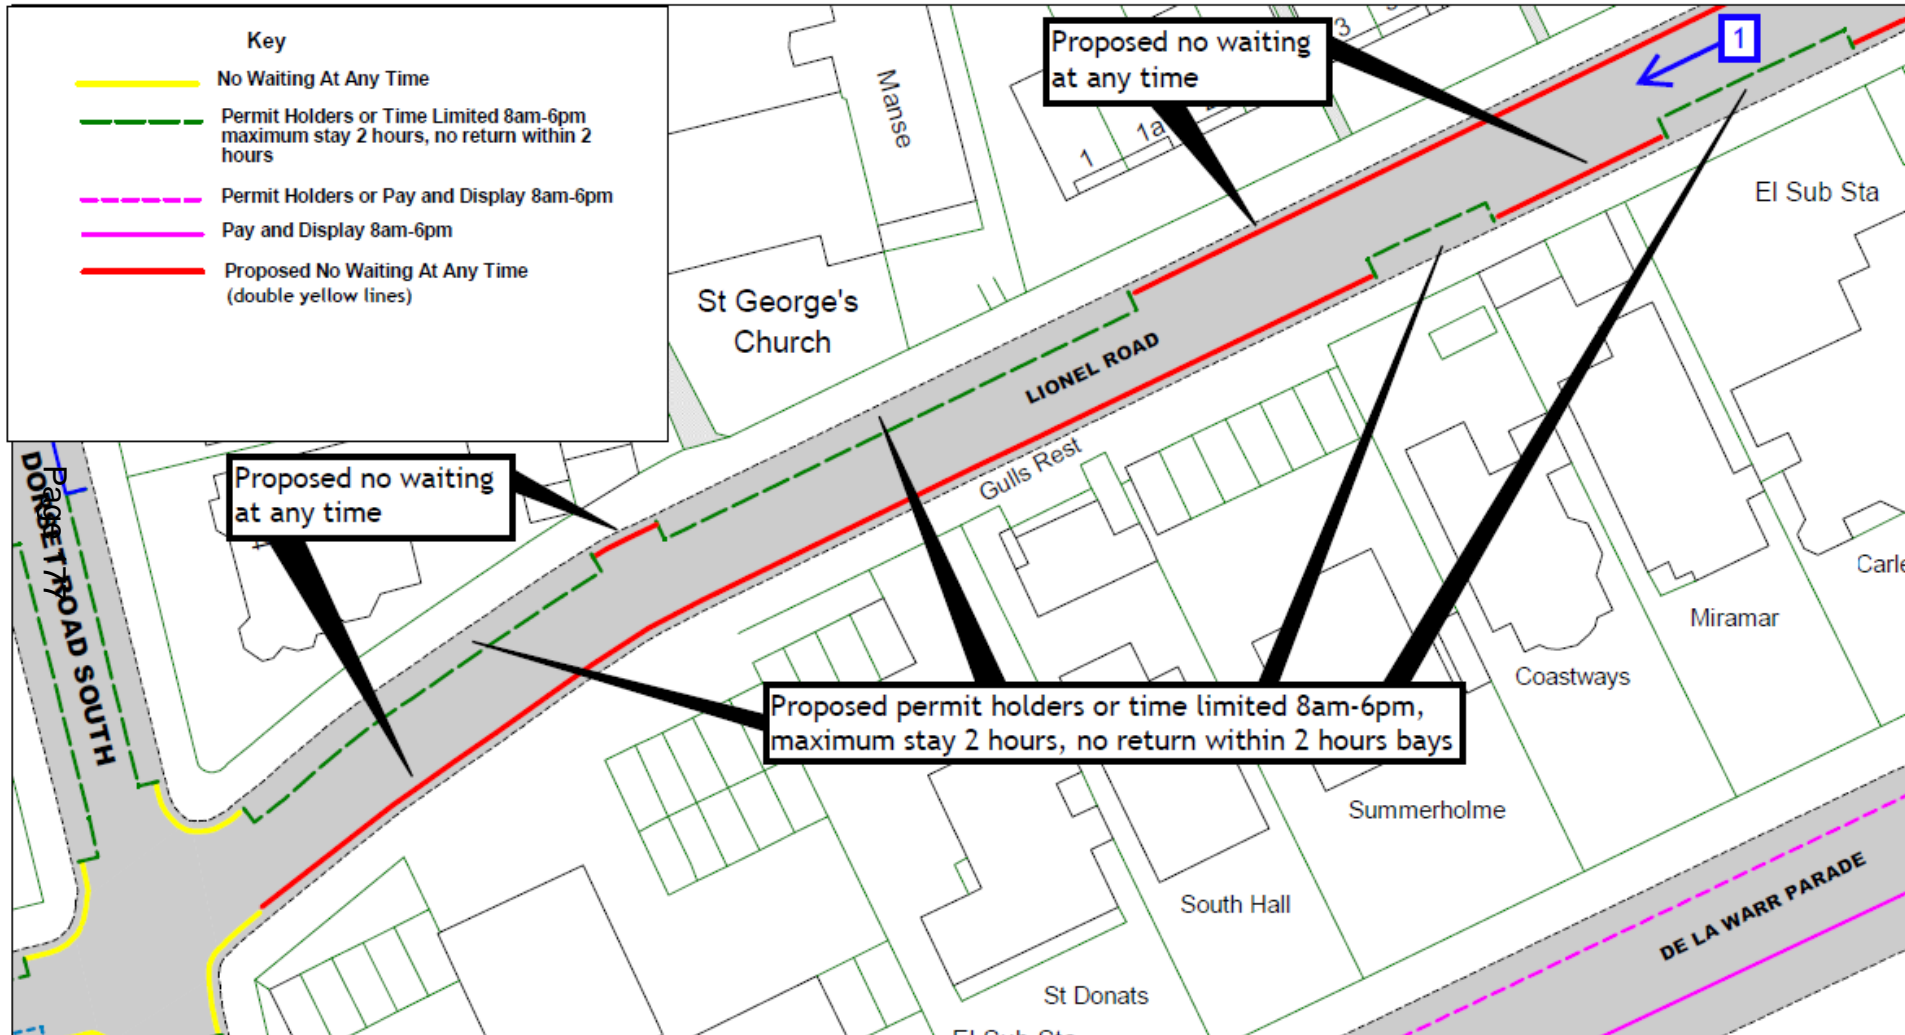 Key
No Waiting At Any Time
Permit Holders or Time Limited 8am-6pm
maximum stay 2 hours, no return within 2
hours
Permit Holders or Pay and Display 8am-6pm
Pay and Display 8am-6pm
Proposed No Waiting At Any Time
(double yellow lines)
Proposed no waiting
at any time
1
3
1a
1
Manse
El Sub Sta
St George's
Church
LIONEL ROAD
Gulls Rest
Proposed no waiting
at any time
DORSET ROAD SOUTH
Page 77
Miramar
Coastways
Proposed permit holders or time limited 8am-6pm,
maximum stay 2 hours, no return within 2 hours bays
Summerholme
South Hall
DE LA WARR PARADE
St Donats